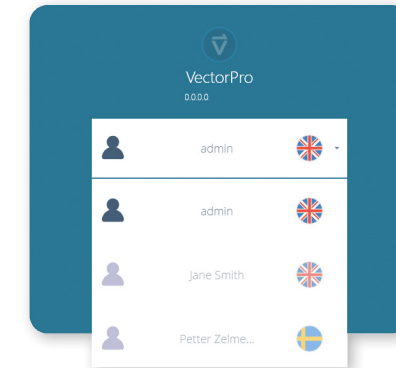 VectorPro
0.0.0.0
admin
admin
Jane Smith
Petter Zelme...